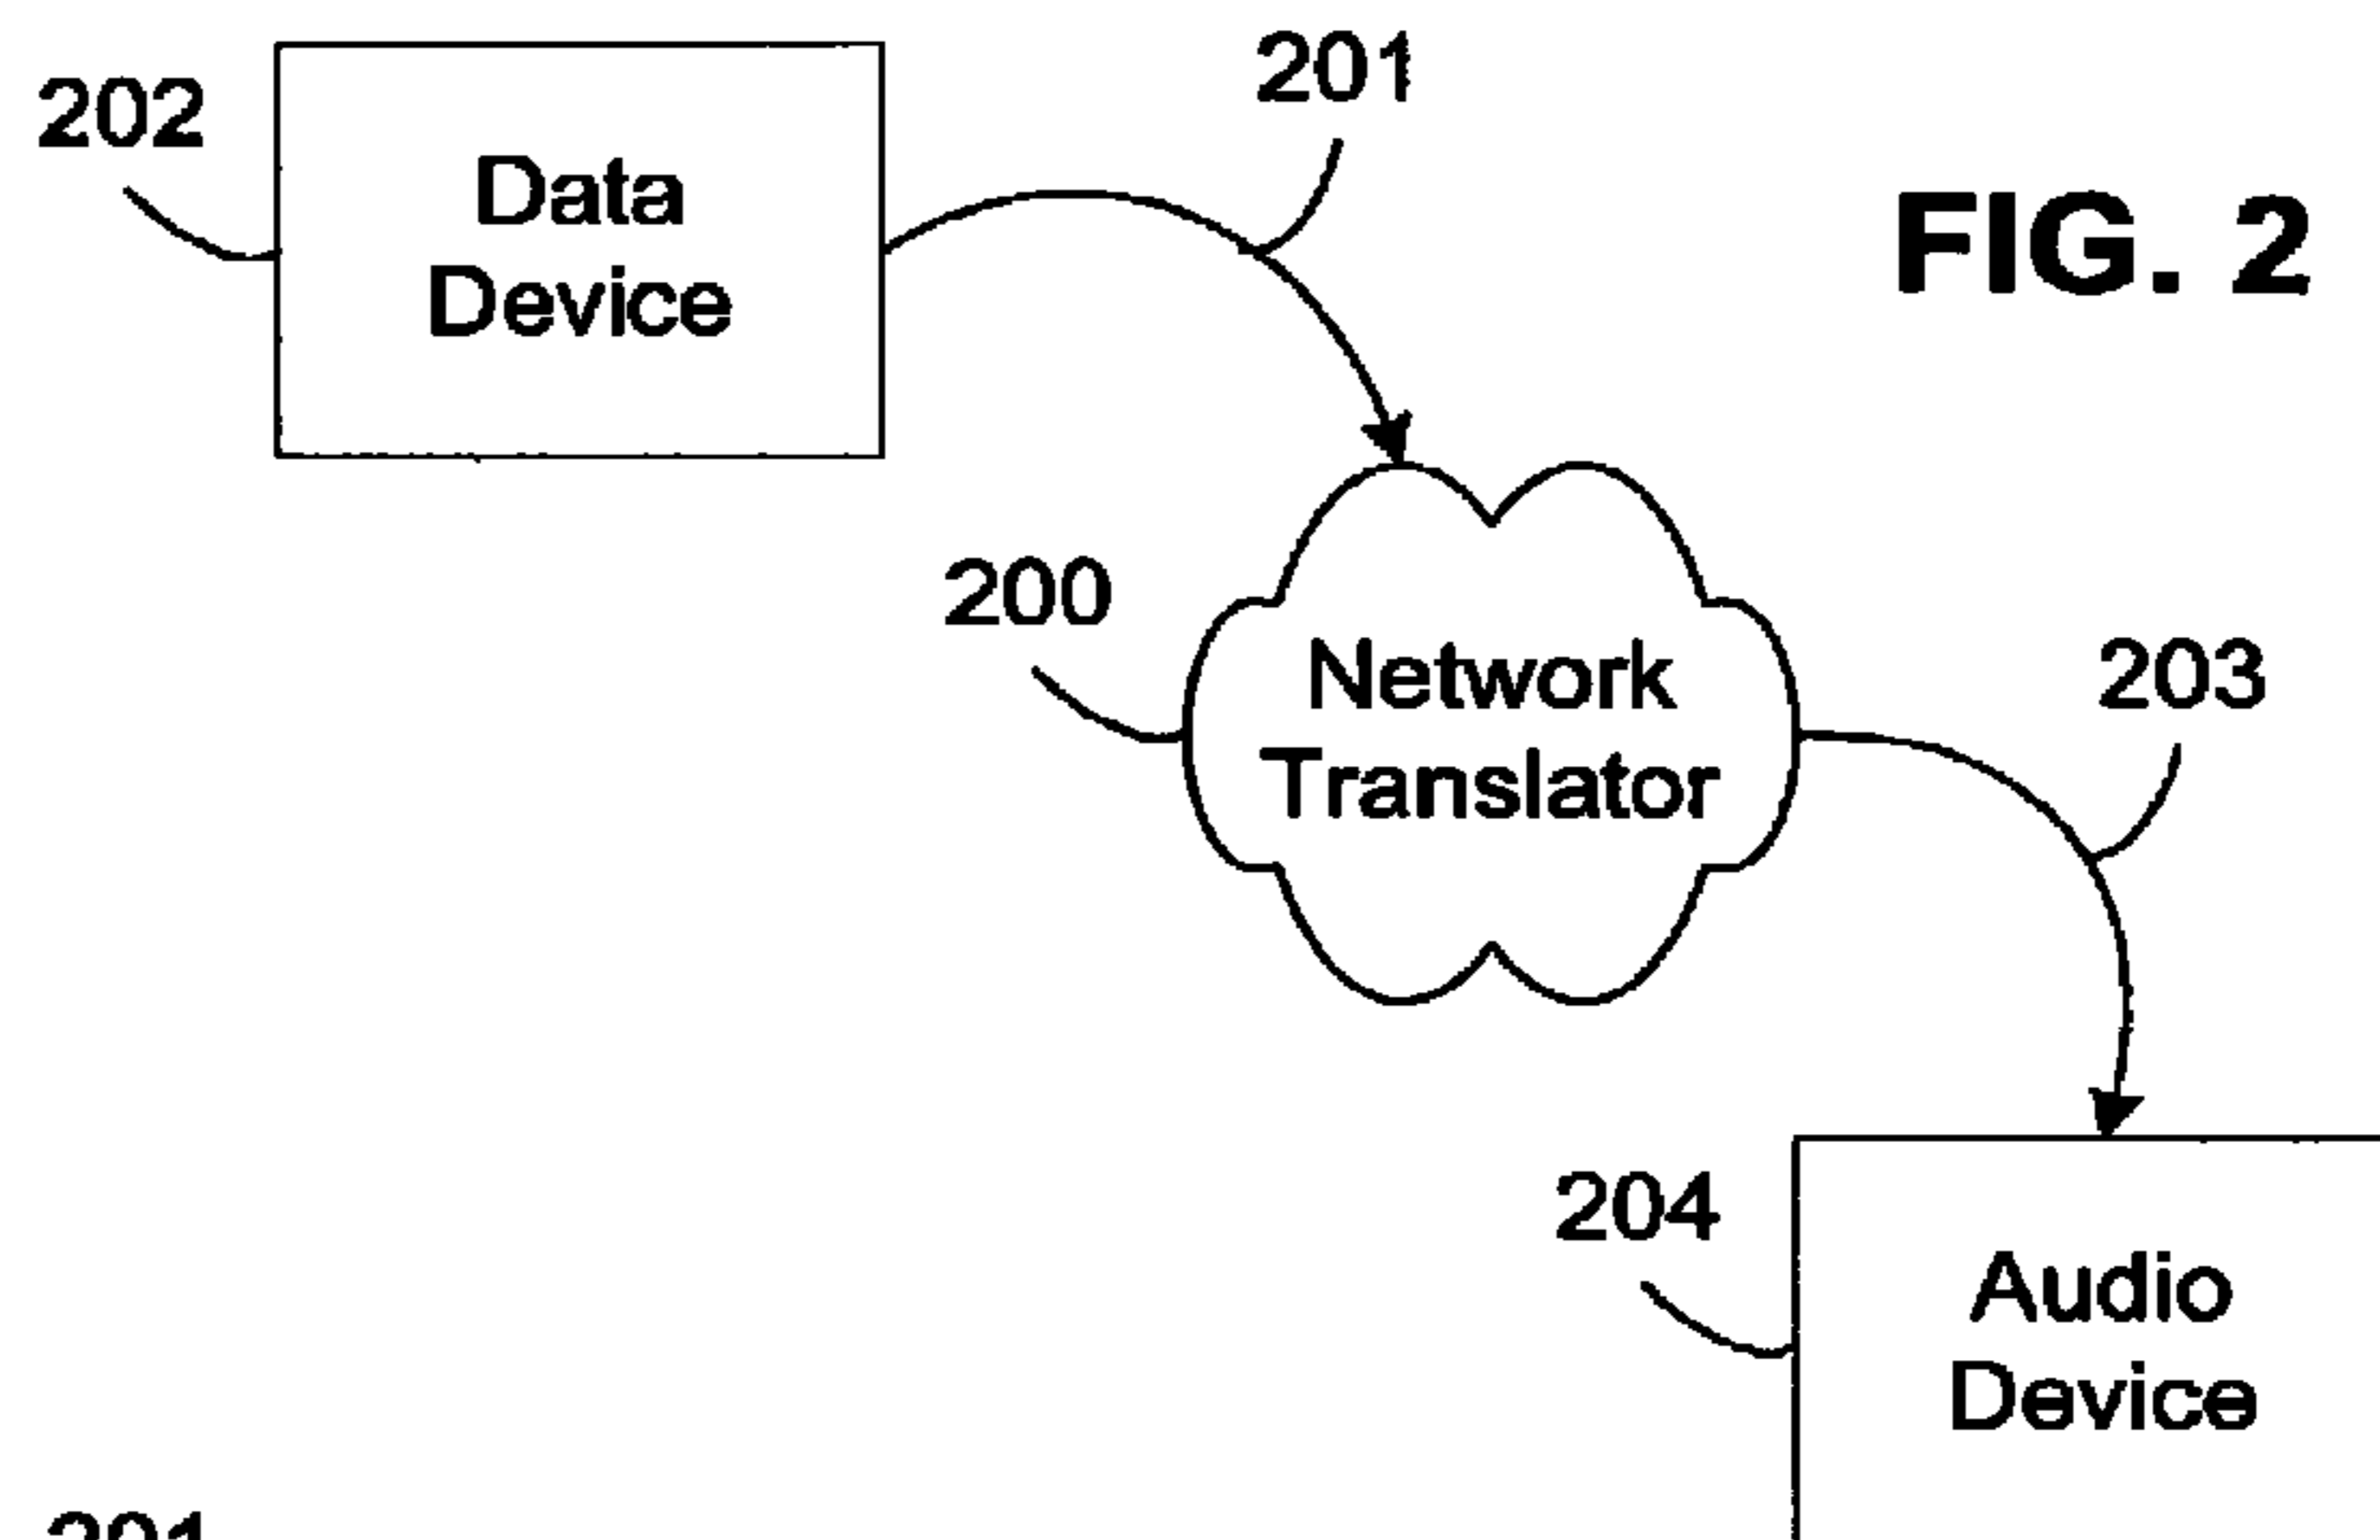 202
201
Data
Device
FIG. 2
200
Network
Translator
203
204
Audio
Device